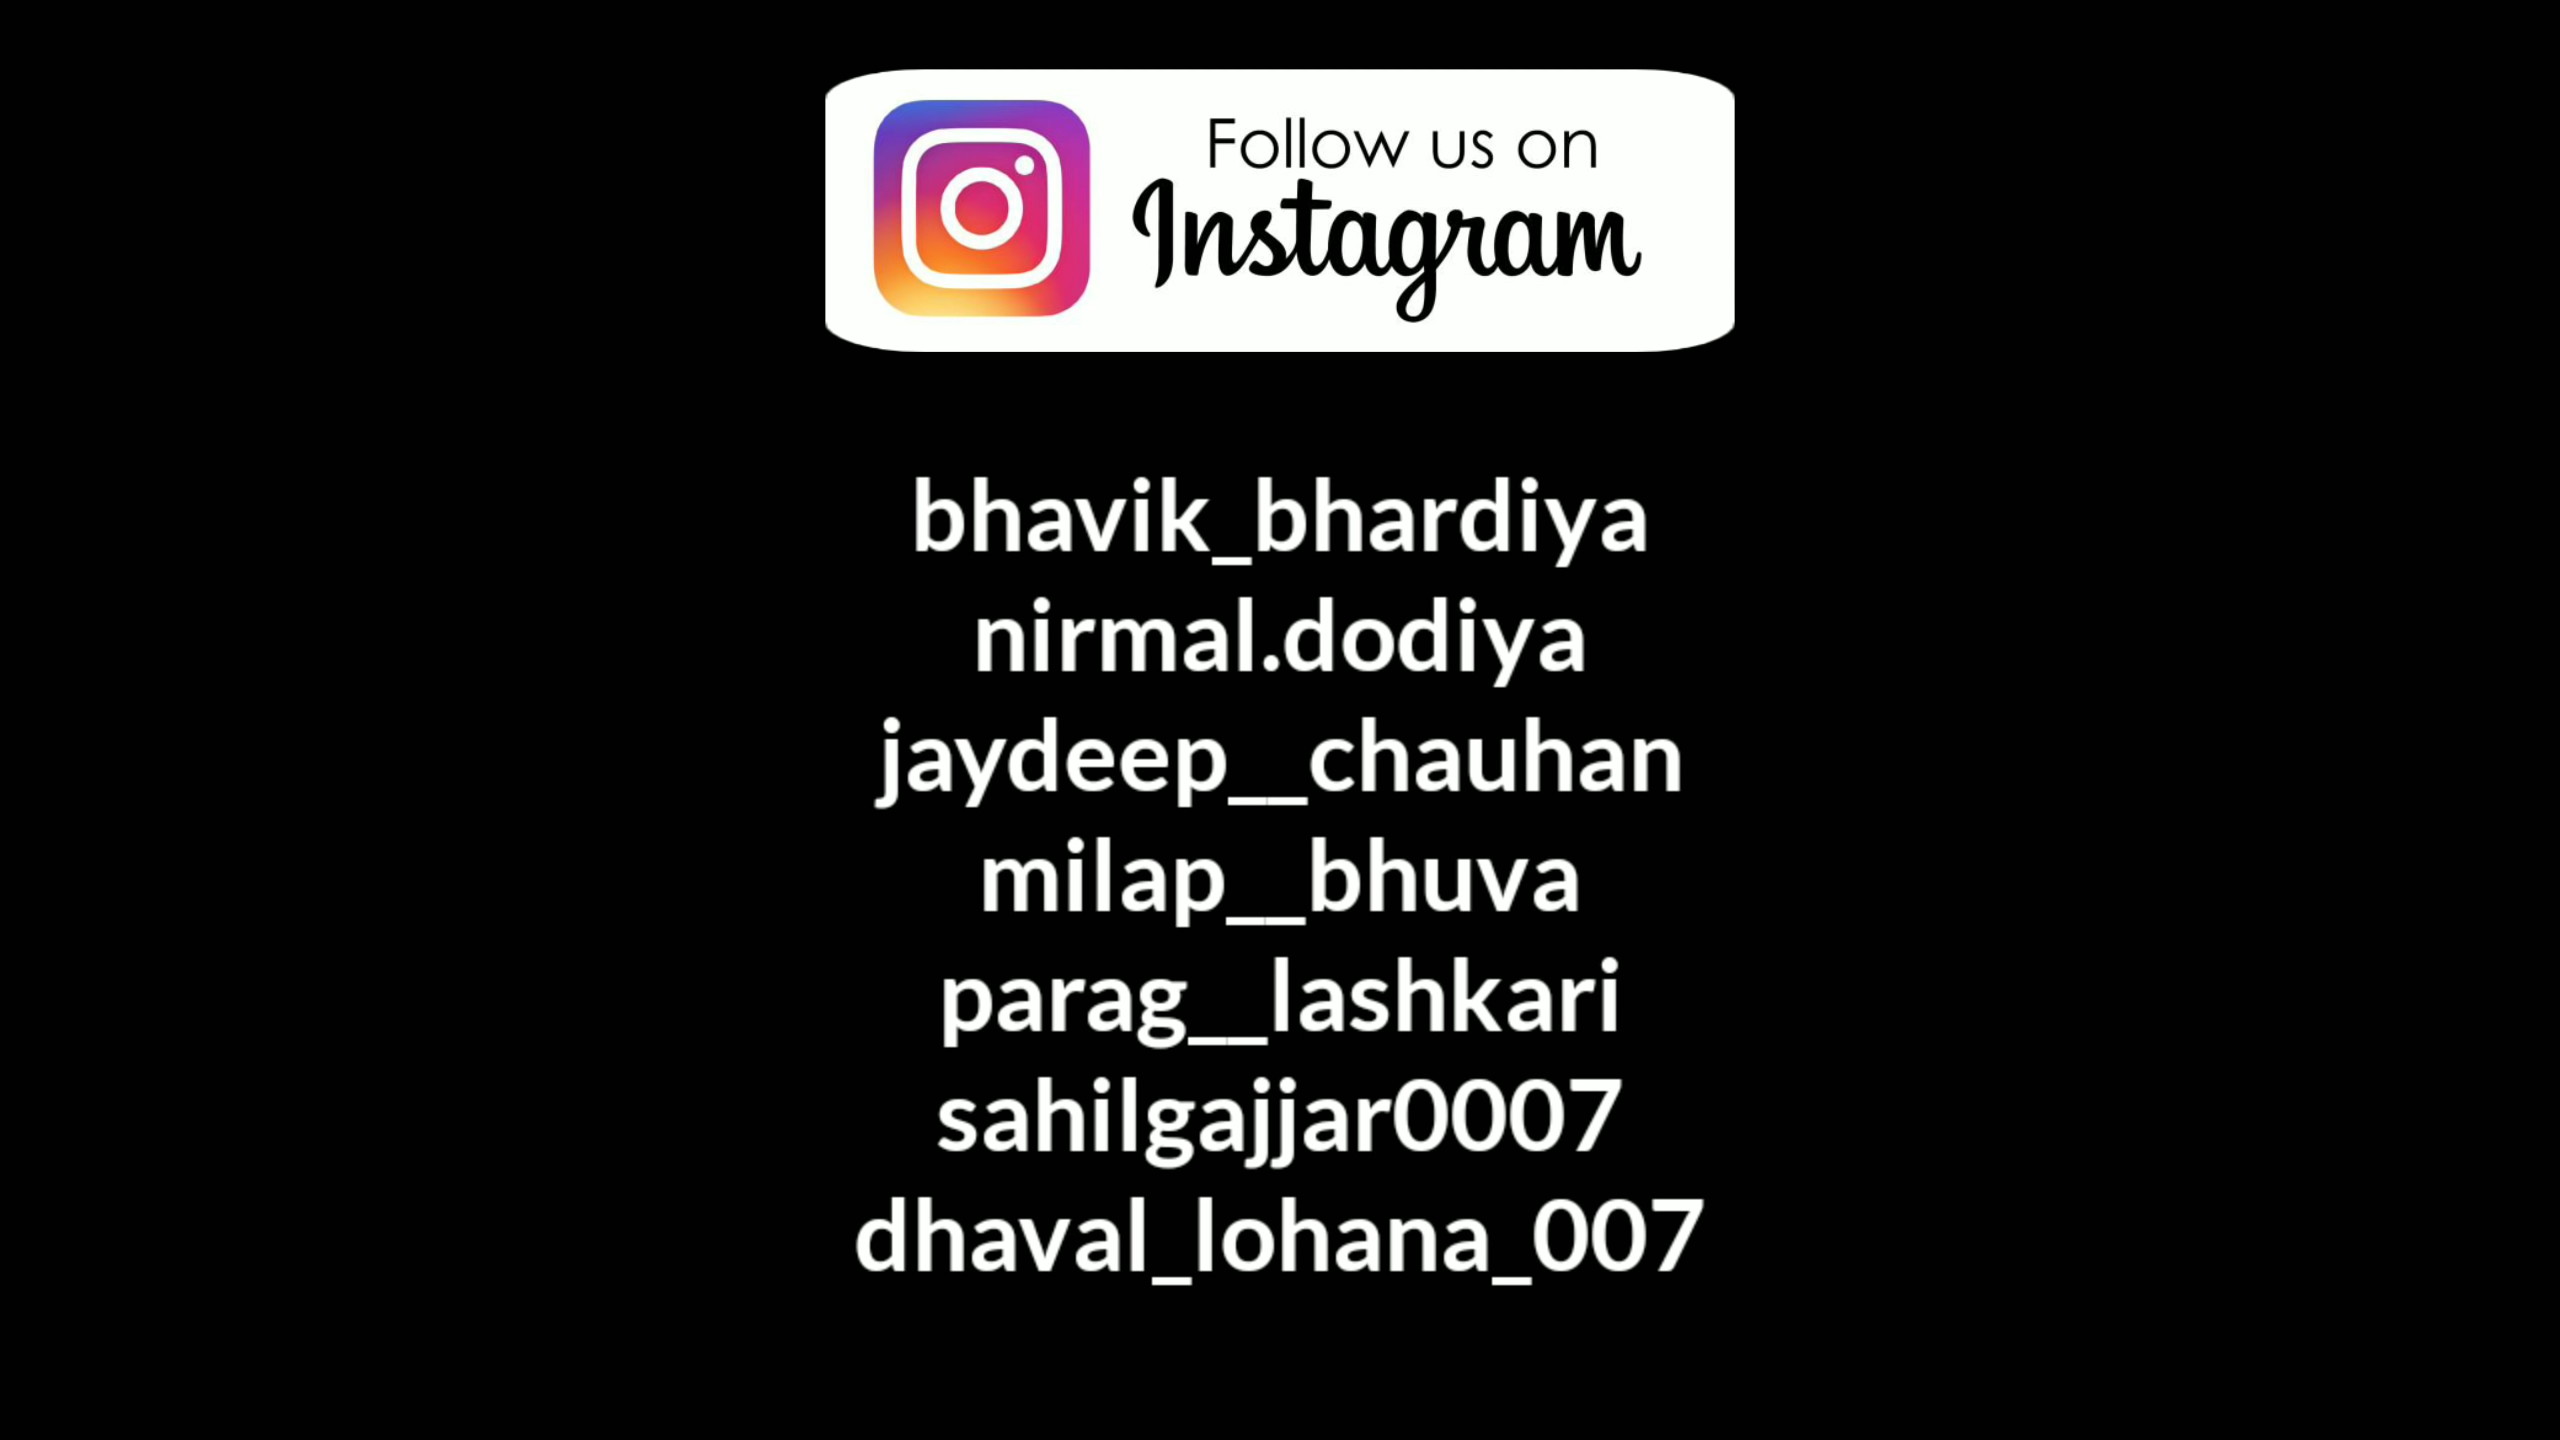 Follow us on
Instagram
bhavik_bhardiya
nirmal.dodiya
jaydeep__chauhan
milap__bhuva
parag__lashkari
sahilgajjar0007
dhaval_lohana_007